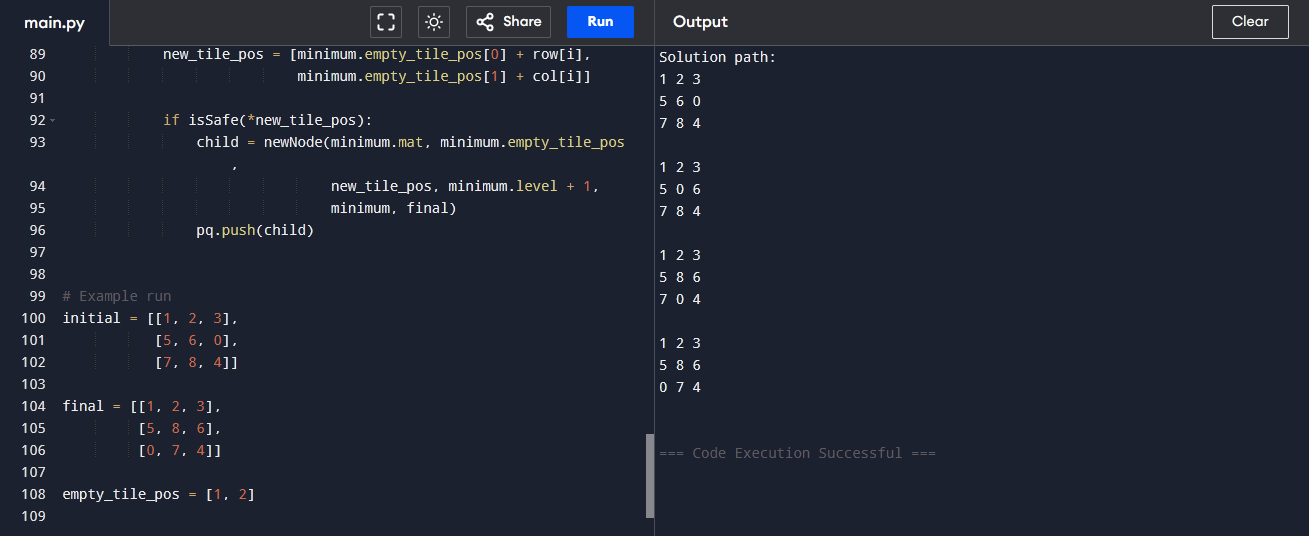 main.py
Share
Run
89 new_tile_pos = [minimum.empty_tile_pos[0] + row[i],
90 minimum.empty_tile_pos[1] + col[i]]
91
92 if isSafe(*new_tile_pos):
93 child = newNode(minimum.mat, minimum.empty_tile_pos
,
94 new_tile_pos, minimum.level + 1,
95 minimum, final)
96 pq.push(child)
97
98
99 # Example run
100 initial = [[1, 2, 3],
101 [5, 6, 0],
102 [7, 8, 4]]
103
104 final = [[1, 2, 3],
105 [5, 8, 6],
106 [0, 7, 4]]
107
108 empty_tile_pos = [1, 2]
109
Output
Clear
Solution path:
1 2 3
5 6 0
7 8 4

1 2 3
5 0 6
7 8 4

1 2 3
5 8 6
7 0 4

1 2 3
5 8 6
0 7 4

=== Code Execution Successful ===